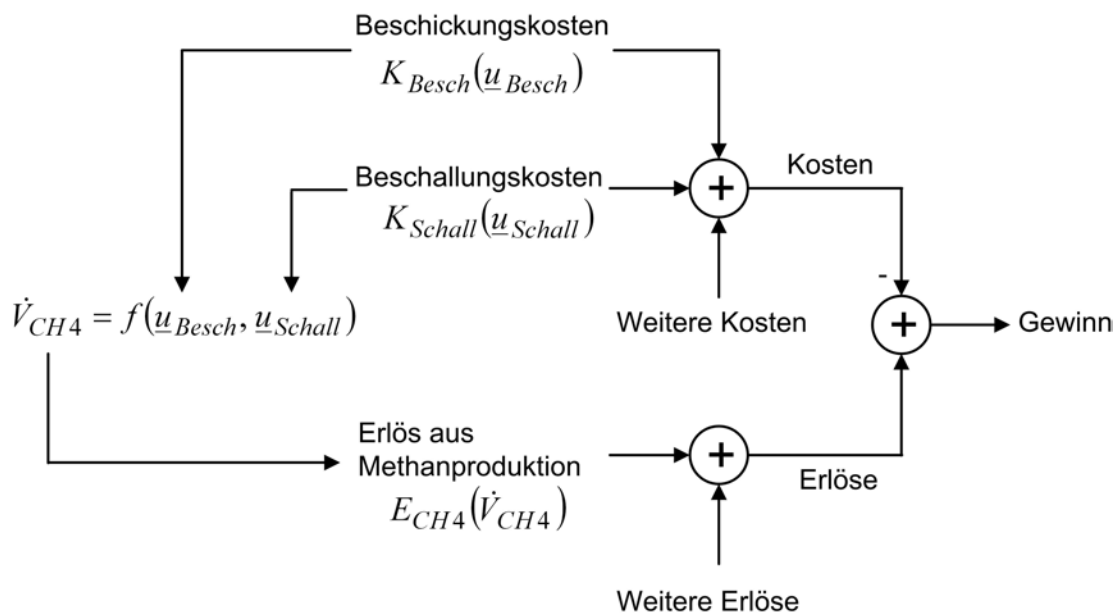 Beschickungskosten
K_Besch(u_Besch)
Beschallungskosten
K_Schall(u_Schall)
+
Kosten
-
V̇_CH4 = f(u_Besch, u_Schall)
Weitere Kosten
+
Gewinn
Erlös aus
Methanproduktion
E_CH4(V̇_CH4)
+
Erlöse
Weitere Erlöse